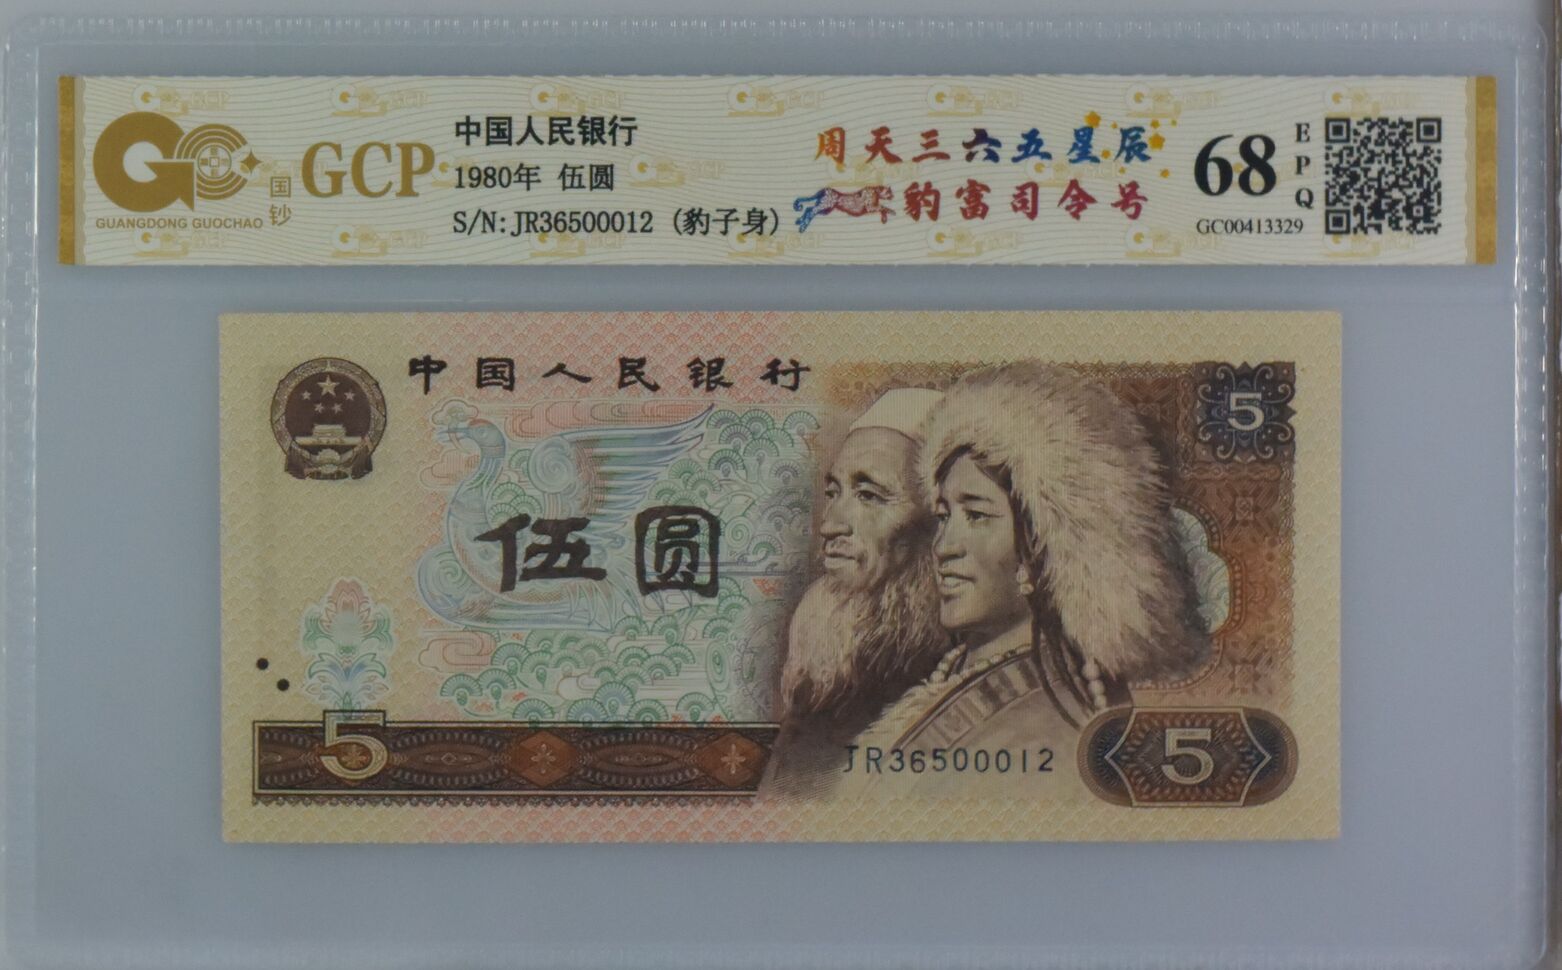 中国人民银行
1980年 伍圆
S/N: JR36500012 (豹子身)
国钞
GCP
GUANGDONG GUOCHAO
周天三六五星辰
豹富司令号
68
EPQ
GC00413329
中国人民银行
5
伍圆
5
JR36500012
5